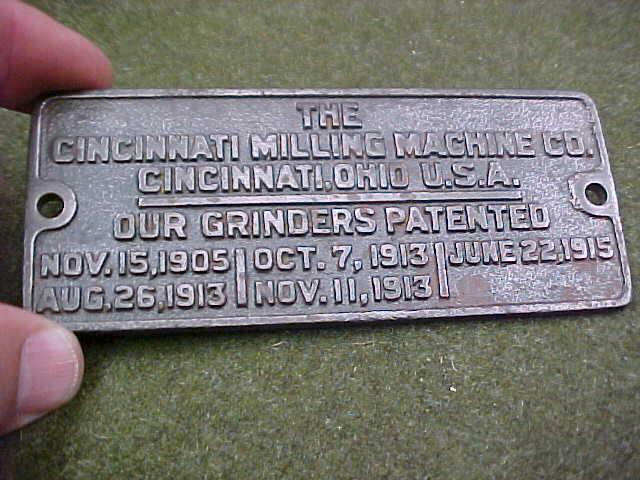 THE
CINCINNATI MILLING MACHINE CO.
CINCINNATI, OHIO U.S.A.
OUR GRINDERS PATENTED
NOV. 15, 1905 | OCT. 7, 1913 | JUNE 22, 1915
AUG. 26, 1913 | NOV. 11, 1913 |